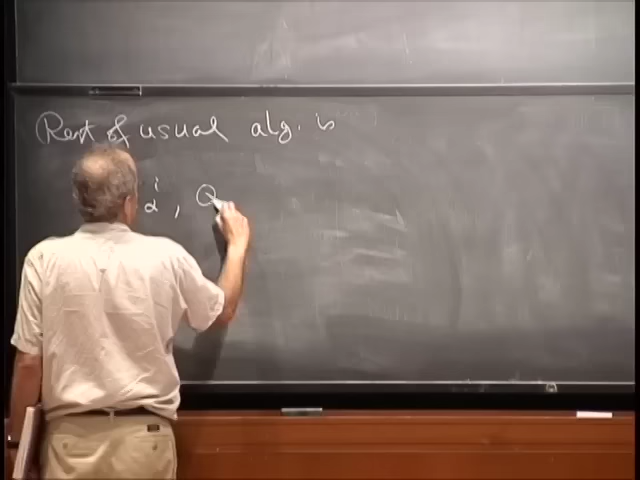 Rest of usual alg. is
i
α , Q